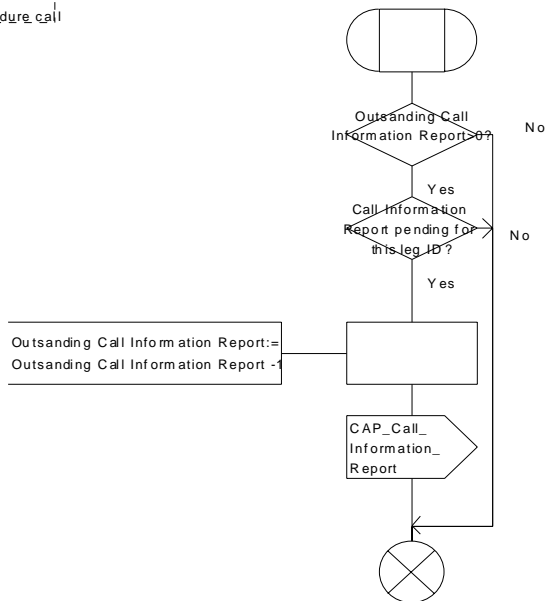 dure call
Outsanding Call
Information Report>0?
No
Yes
Call Information
Report pending for
this leg ID?
No
Yes
Outsanding Call Information Report:=
Outsanding Call Information Report -1
CAP_Call_
Information_
Report